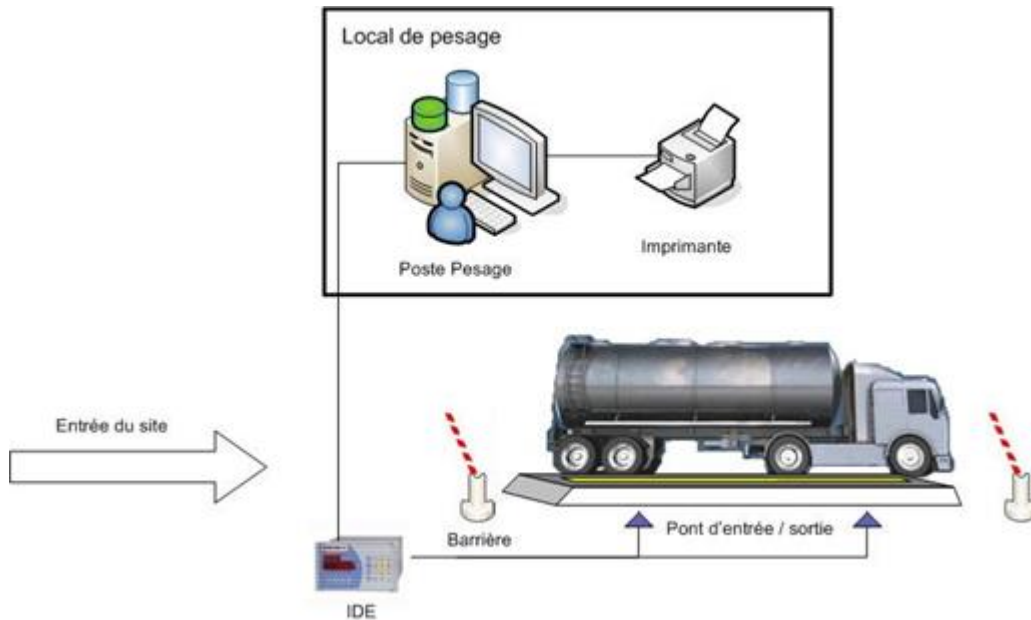 Local de pesage
Poste Pesage
Imprimante
Entrée du site
Barrière
Pont d'entrée / sortie
IDE